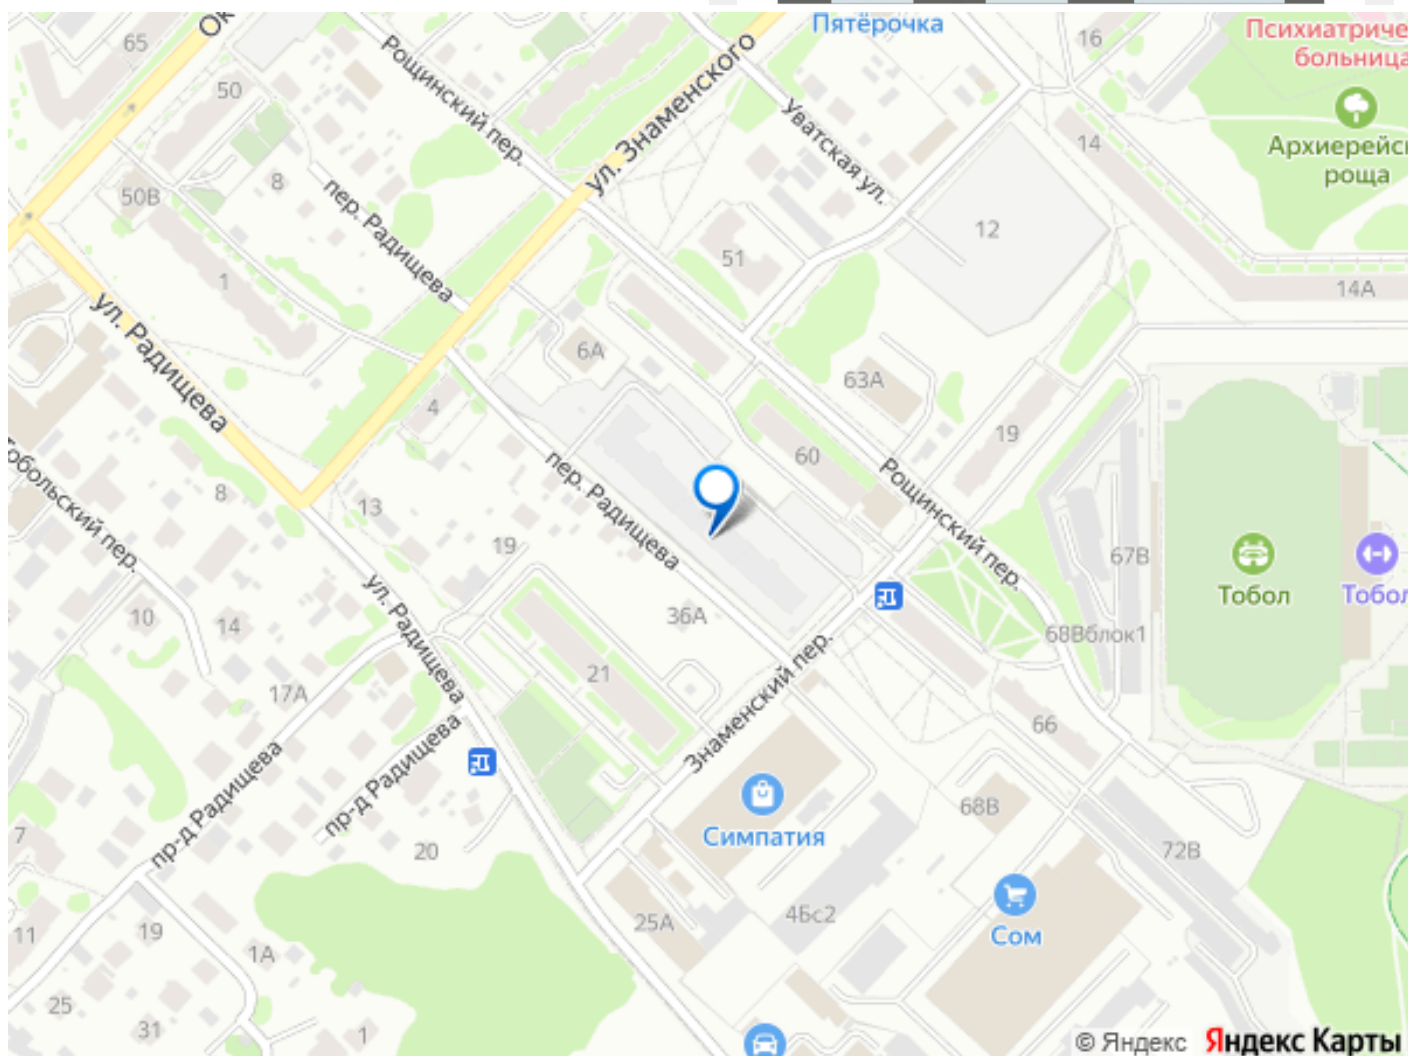 Пятёрочка
Психиатриче
больница
16
65
Ок
Рощинский пер.
50
ул. Знаменского
Уватская ул.
14
Архиерейс
роща
8
50В
пер. Радищева
12
51
1
14А
ул. Радищева
6А
63А
4
19
60
Рощинский пер.
пер. Радищева
8
13
Тобольский пер.
19
67В
Тобол
Тобол
ул. Радищева
36А
10
14
68Вблок1
21
17А
Знаменский пер.
66
пр-д Радищева
пр-д Радищева
Симпатия
68В
7
20
72В
4Бс2
25А
Сом
11
19
1А
25
31
1
© Яндекс
Яндекс Карты